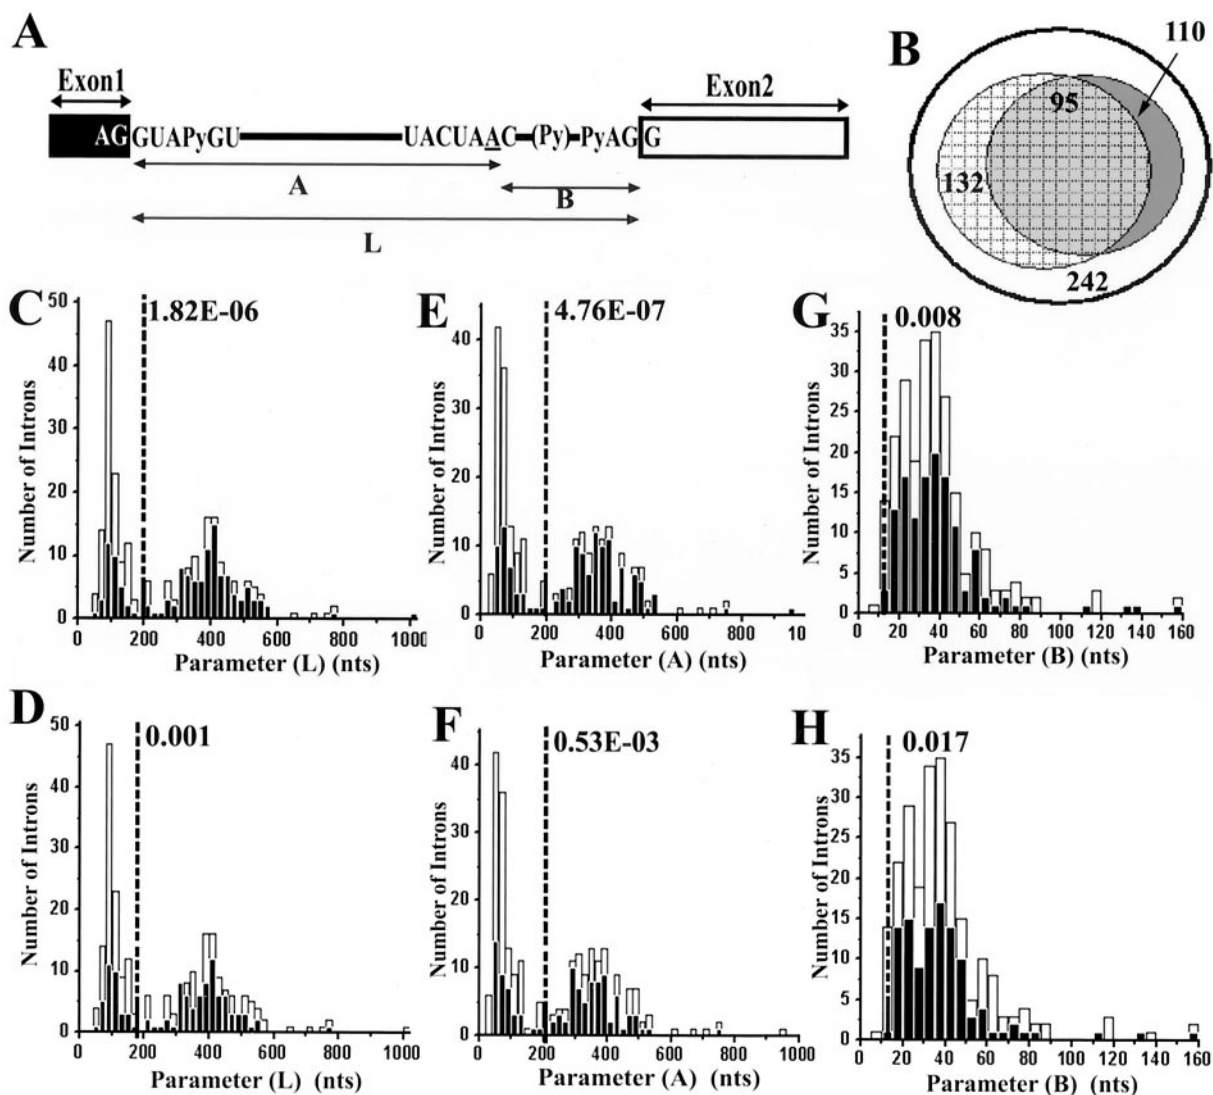 A
Exon1
Exon2
AG GUAPyGU UACUAAC (Py) PyAG G
A
B
L
B
110
95
132
242
C
1.82E-06
50
40
30
20
10
0
Number of Introns
0 200 400 600 800 1000
Parameter (L) (nts)
E
4.76E-07
40
30
20
10
0
Number of Introns
0 200 400 600 800 10
Parameter (A) (nts)
G
0.008
35
30
25
20
15
10
5
0
Number of Introns
0 20 40 60 80 100 120 140 160
Parameter (B) (nts)
D
0.001
50
40
30
20
10
0
Number of Introns
0 200 400 600 800 1000
Parameter (L) (nts)
F
0.53E-03
40
30
20
10
0
Number of Introns
0 200 400 600 800 1000
Parameter (A) (nts)
H
0.017
35
30
25
20
15
10
5
0
Number of Introns
0 20 40 60 80 100 120 140 160
Parameter (B) (nts)